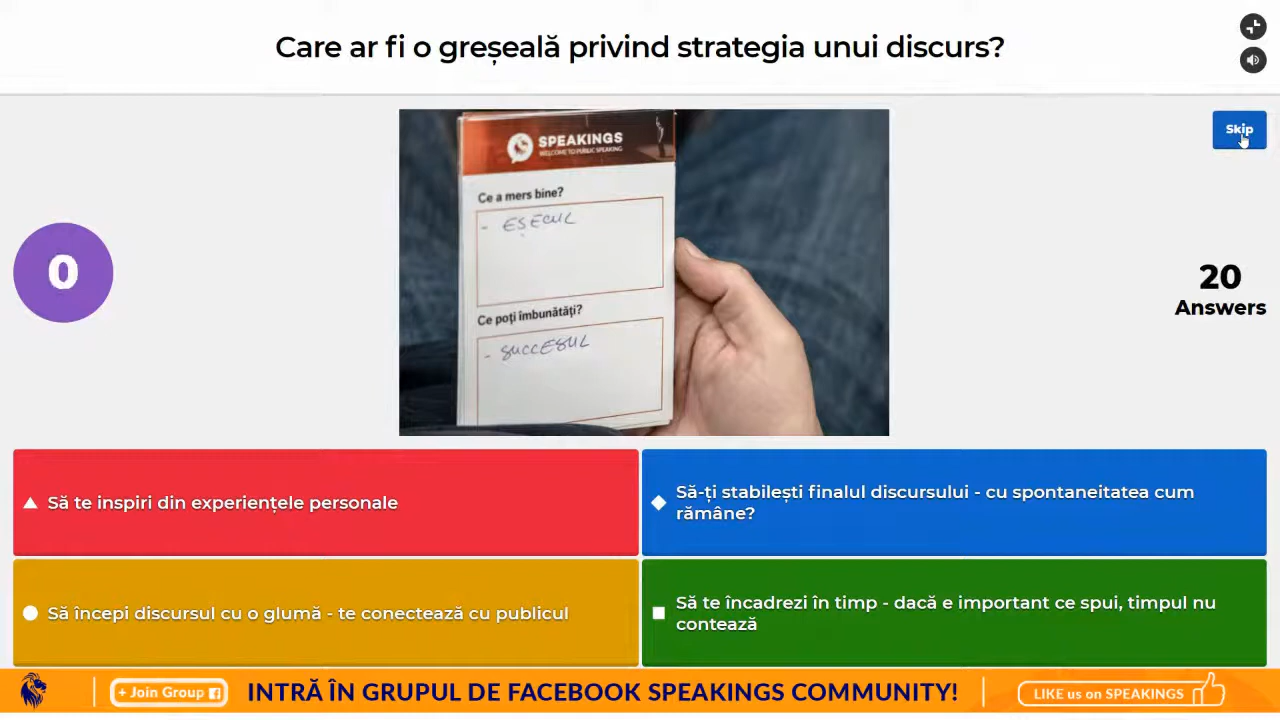 Care ar fi o greșeală privind strategia unui discurs?
Skip
SPEAKINGS
WELCOME TO PUBLIC SPEAKING
Ce a mers bine?
- EȘECUL
Ce poți îmbunătăți?
- SUCCESUL
0
20
Answers
Să te inspiri din experiențele personale
Să-ți stabilești finalul discursului - cu spontaneitatea cum
rămâne?
Să începi discursul cu o glumă - te conectează cu publicul
Să te încadrezi în timp - dacă e important ce spui, timpul nu
contează
+ Join Group f
INTRĂ ÎN GRUPUL DE FACEBOOK SPEAKINGS COMMUNITY!
LIKE us on SPEAKINGS